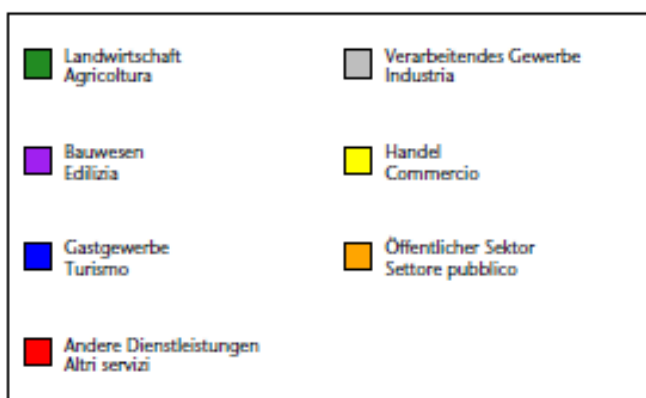 Landwirtschaft
Agricoltura
Verarbeitendes Gewerbe
Industria
Bauwesen
Edilizia
Handel
Commercio
Gastgewerbe
Turismo
Öffentlicher Sektor
Settore pubblico
Andere Dienstleistungen
Altri servizi